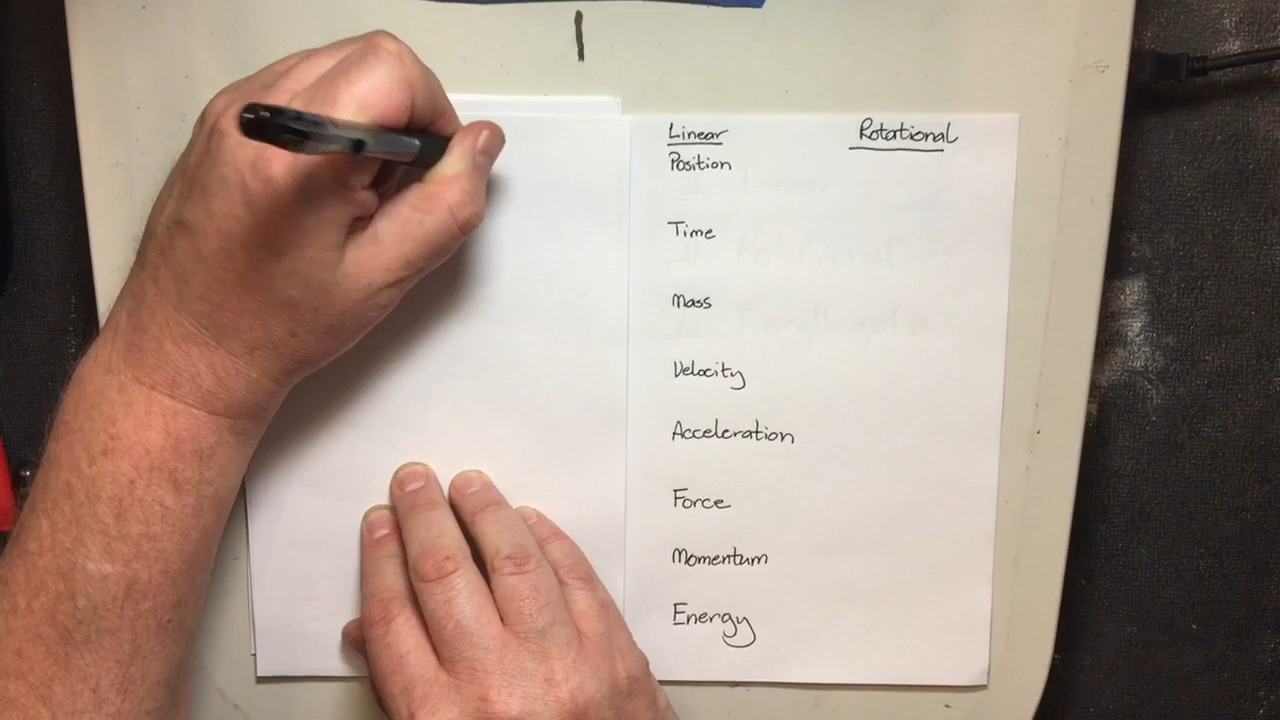 Linear Rotational
Position
Time
Mass
Velocity
Acceleration
Force
Momentum
Energy